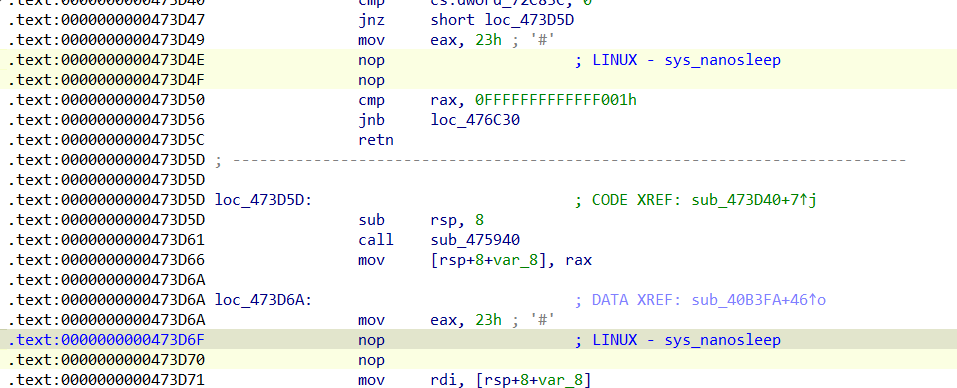 .text:0000000000473D40 cmp cs:dword_72C85C, 0
.text:0000000000473D47 jnz short loc_473D5D
.text:0000000000473D49 mov eax, 23h ; '#'
.text:0000000000473D4E nop ; LINUX - sys_nanosleep
.text:0000000000473D4F nop
.text:0000000000473D50 cmp rax, 0FFFFFFFFFFFFF001h
.text:0000000000473D56 jnb loc_476C30
.text:0000000000473D5C retn
.text:0000000000473D5D ; ---------------------------------------------------------------------------
.text:0000000000473D5D
.text:0000000000473D5D loc_473D5D: ; CODE XREF: sub_473D40+7↑j
.text:0000000000473D5D sub rsp, 8
.text:0000000000473D61 call sub_475940
.text:0000000000473D66 mov [rsp+8+var_8], rax
.text:0000000000473D6A
.text:0000000000473D6A loc_473D6A: ; DATA XREF: sub_40B3FA+46↑o
.text:0000000000473D6A mov eax, 23h ; '#'
.text:0000000000473D6F nop ; LINUX - sys_nanosleep
.text:0000000000473D70 nop
.text:0000000000473D71 mov rdi, [rsp+8+var_8]